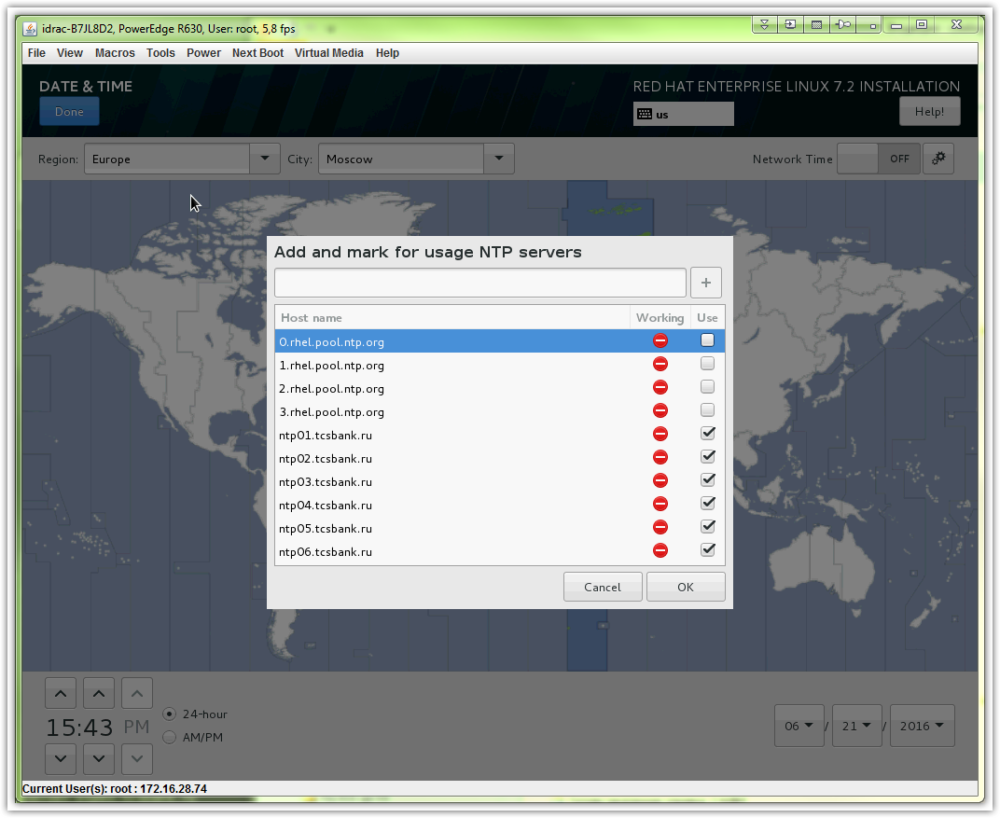 idrac-B7JL8D2, PowerEdge R630, User: root, 5,8 fps
File View Macros Tools Power Next Boot Virtual Media Help
DATE & TIME
RED HAT ENTERPRISE LINUX 7.2 INSTALLATION
Done
us
Help!
Region: Europe City: Moscow Network Time OFF
Add and mark for usage NTP servers
+
Host name Working Use
0.rhel.pool.ntp.org
1.rhel.pool.ntp.org
2.rhel.pool.ntp.org
3.rhel.pool.ntp.org
ntp01.tcsbank.ru
ntp02.tcsbank.ru
ntp03.tcsbank.ru
ntp04.tcsbank.ru
ntp05.tcsbank.ru
ntp06.tcsbank.ru
Cancel OK
15:43 PM
24-hour
AM/PM
06 / 21 / 2016
Current User(s): root : 172.16.28.74